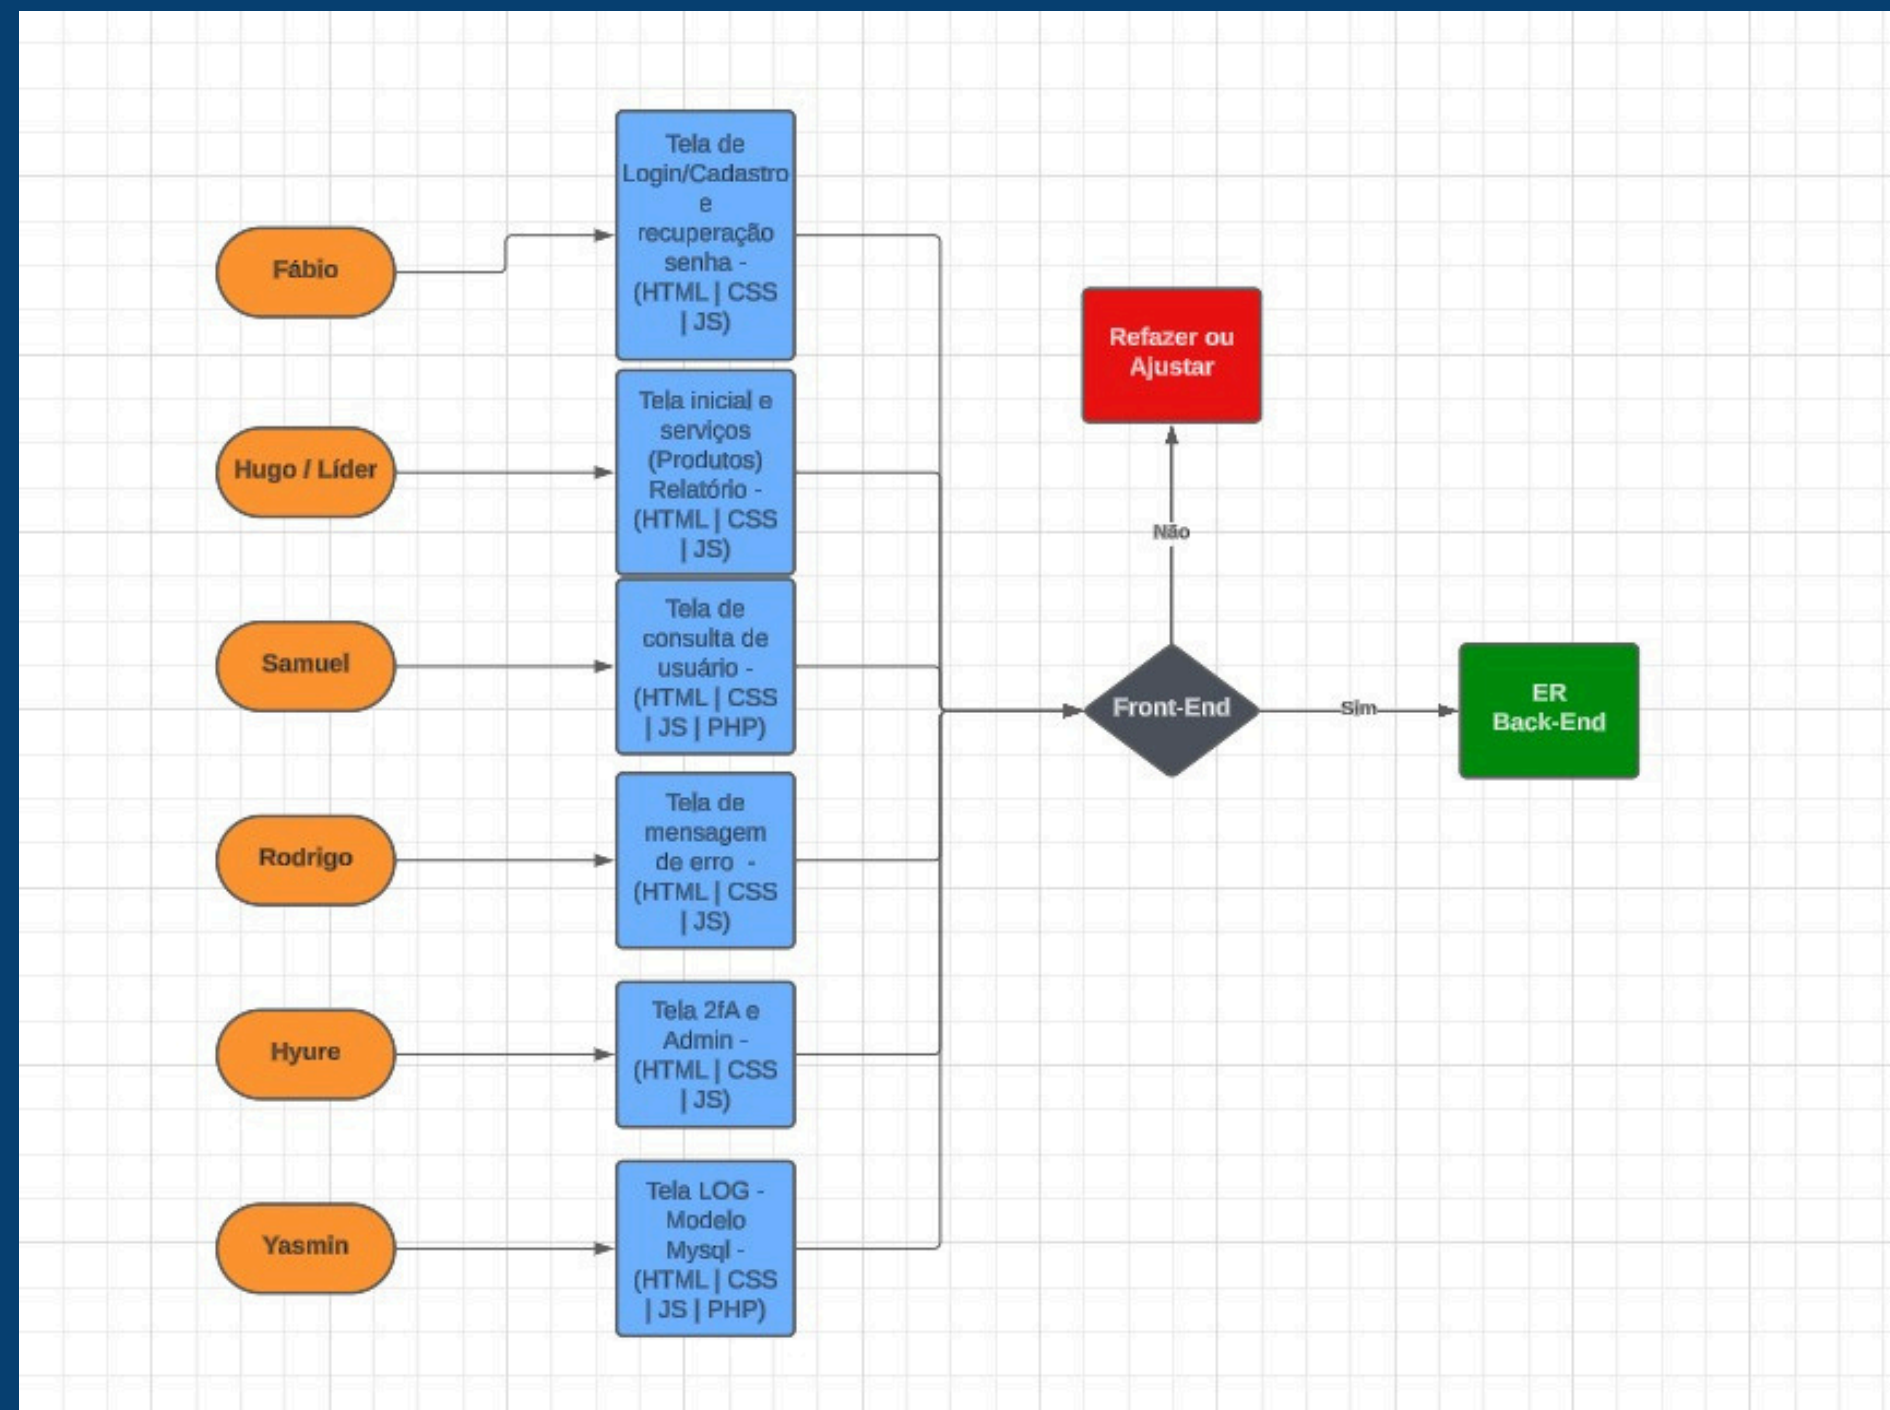 Fábio
Tela de
Login/Cadastro
e
recuperação
senha -
(HTML | CSS
| JS)
Hugo / Líder
Tela inicial e
serviços
(Produtos)
Relatório -
(HTML | CSS
| JS)
Samuel
Tela de
consulta de
usuário -
(HTML | CSS
| JS | PHP)
Rodrigo
Tela de
mensagem
de erro  -
(HTML | CSS
| JS)
Hyure
Tela 2fA e
Admin -
(HTML | CSS
| JS)
Yasmin
Tela LOG -
Modelo
Mysql -
(HTML | CSS
| JS | PHP)
Refazer ou
Ajustar
Não
Front-End
Sim
ER
Back-End